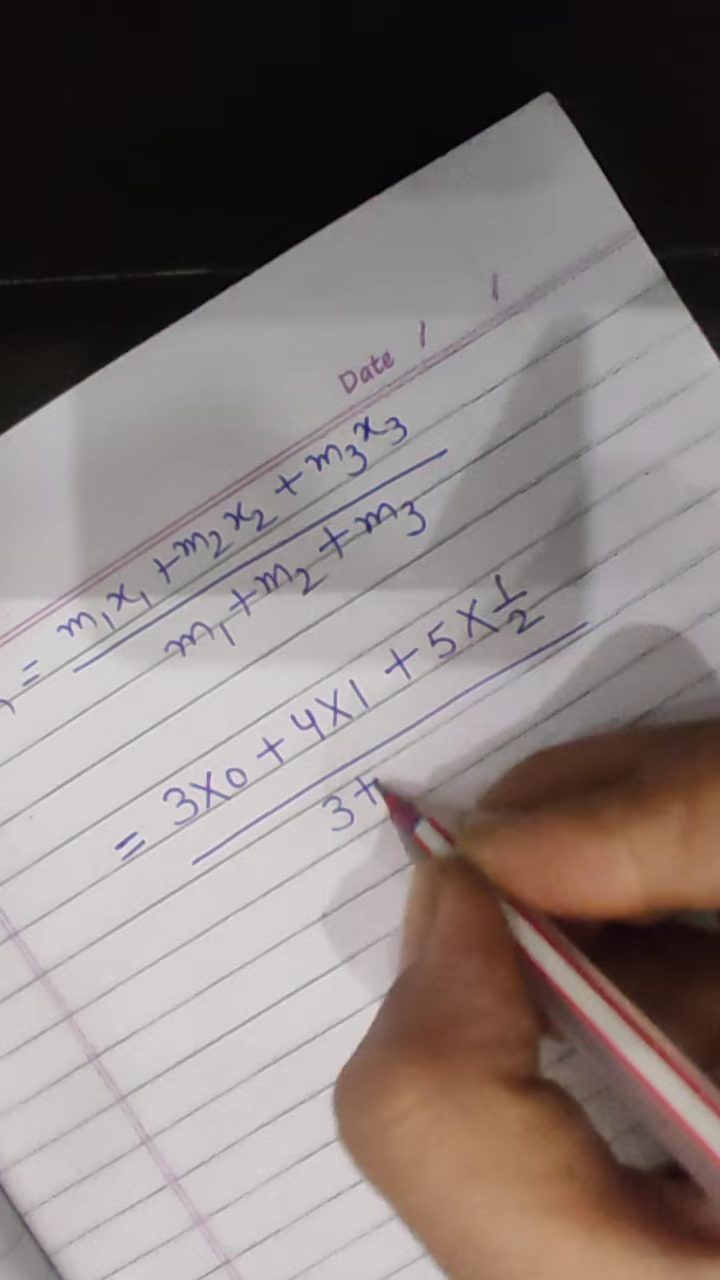 Date / /
= m₁x₁ + m₂x₂ + m₃x₃
m₁ + m₂ + m₃
= 3×0 + 4×1 + 5×1/2
3+